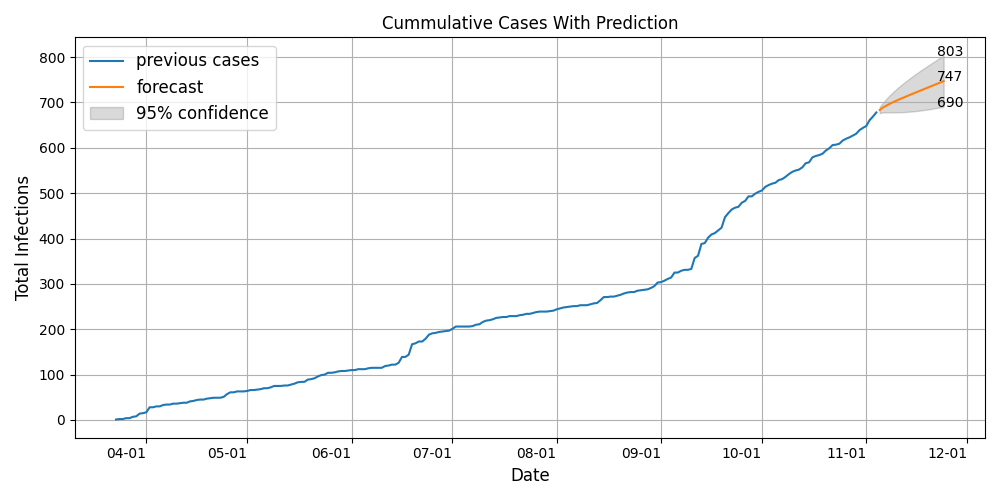 Cummulative Cases With Prediction
previous cases
forecast
95% confidence
803
747
690
800
700
600
500
400
300
200
100
0
Total Infections
04-01 05-01 06-01 07-01 08-01 09-01 10-01 11-01 12-01
Date